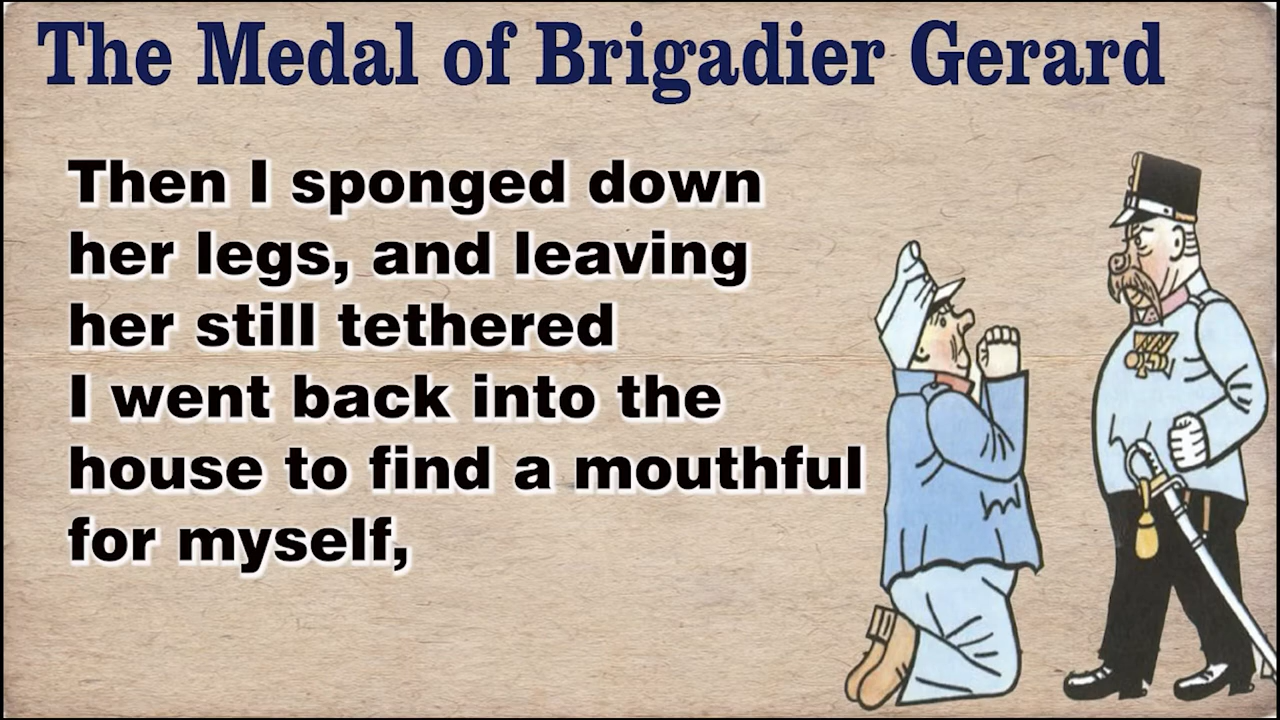 The Medal of Brigadier Gerard
Then I sponged down
her legs, and leaving
her still tethered
I went back into the
house to find a mouthful
for myself,